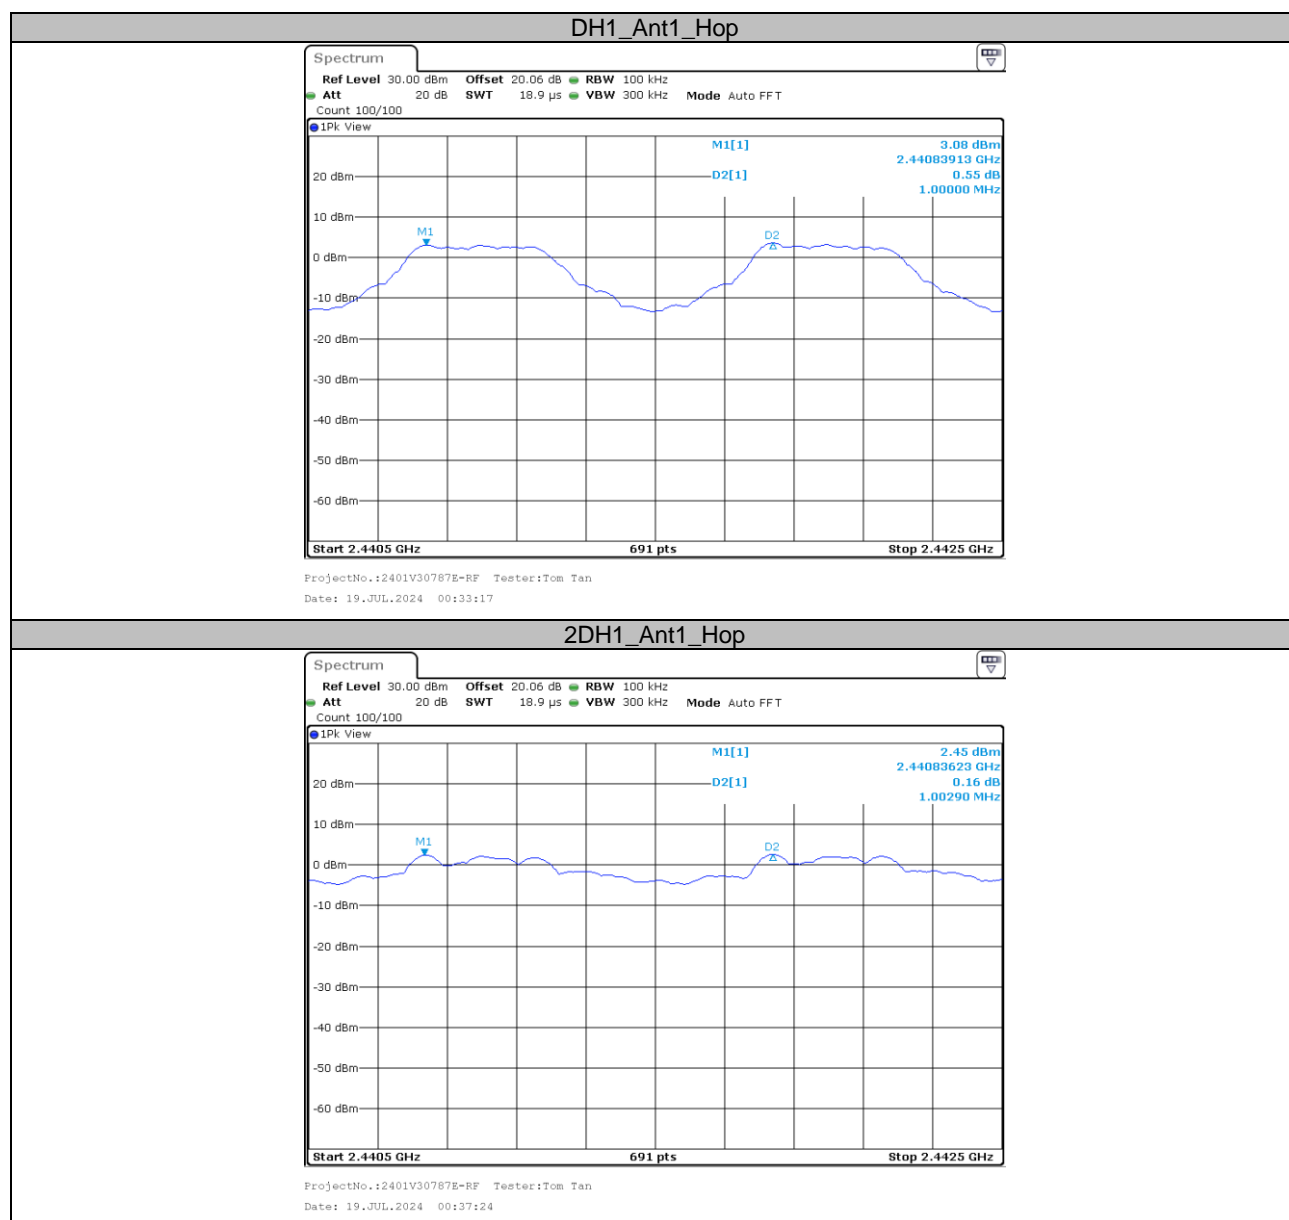 DH1_Ant1_Hop
Spectrum
Ref Level 30.00 dBm Offset 20.06 dB RBW 100 kHz
Att 20 dB SWT 18.9 µs VBW 300 kHz Mode Auto FFT
Count 100/100
1Pk View
M1[1] 3.08 dBm
2.44083913 GHz
D2[1] 0.55 dB
1.00000 MHz
20 dBm
10 dBm
M1
D2
0 dBm
-10 dBm
-20 dBm
-30 dBm
-40 dBm
-50 dBm
-60 dBm
Start 2.4405 GHz 691 pts Stop 2.4425 GHz
ProjectNo.:2401V30787E-RF Tester:Tom Tan
Date: 19.JUL.2024 00:33:17
2DH1_Ant1_Hop
Spectrum
Ref Level 30.00 dBm Offset 20.06 dB RBW 100 kHz
Att 20 dB SWT 18.9 µs VBW 300 kHz Mode Auto FFT
Count 100/100
1Pk View
M1[1] 2.45 dBm
2.44083623 GHz
D2[1] 0.16 dB
1.00290 MHz
20 dBm
10 dBm
M1
D2
0 dBm
-10 dBm
-20 dBm
-30 dBm
-40 dBm
-50 dBm
-60 dBm
Start 2.4405 GHz 691 pts Stop 2.4425 GHz
ProjectNo.:2401V30787E-RF Tester:Tom Tan
Date: 19.JUL.2024 00:37:24